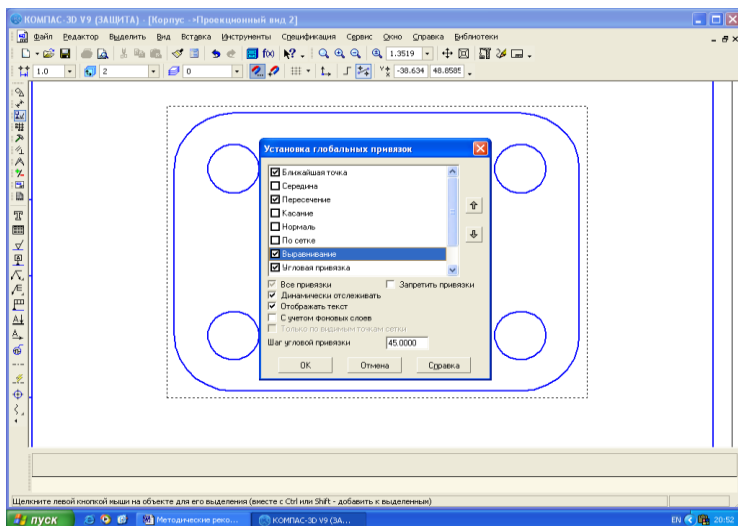 КОМПАС-3D V9 (ЗАЩИТА) - [Корпус ->Проекционный вид 2]
Файл Редактор Выделить Вид Вставка Инструменты Спецификация Сервис Окно Справка Библиотеки
1.3519
1.0 2 0 -38.634 48.8585
Установка глобальных привязок
Ближайшая точка
Середина
Пересечение
Касание
Нормаль
По сетке
Выравнивание
Угловая привязка
Все привязки Запретить привязки
Динамически отслеживать
Отображать текст
С учетом фоновых слоев
Только по видимым точкам сетки
Шаг угловой привязки 45.0000
OK Отмена Справка
Щелкните левой кнопкой мыши на объекте для его выделения (вместе с Ctrl или Shift - добавить к выделенным)
пуск Методические реко... КОМПАС-3D V9 (ЗА... EN 20:52